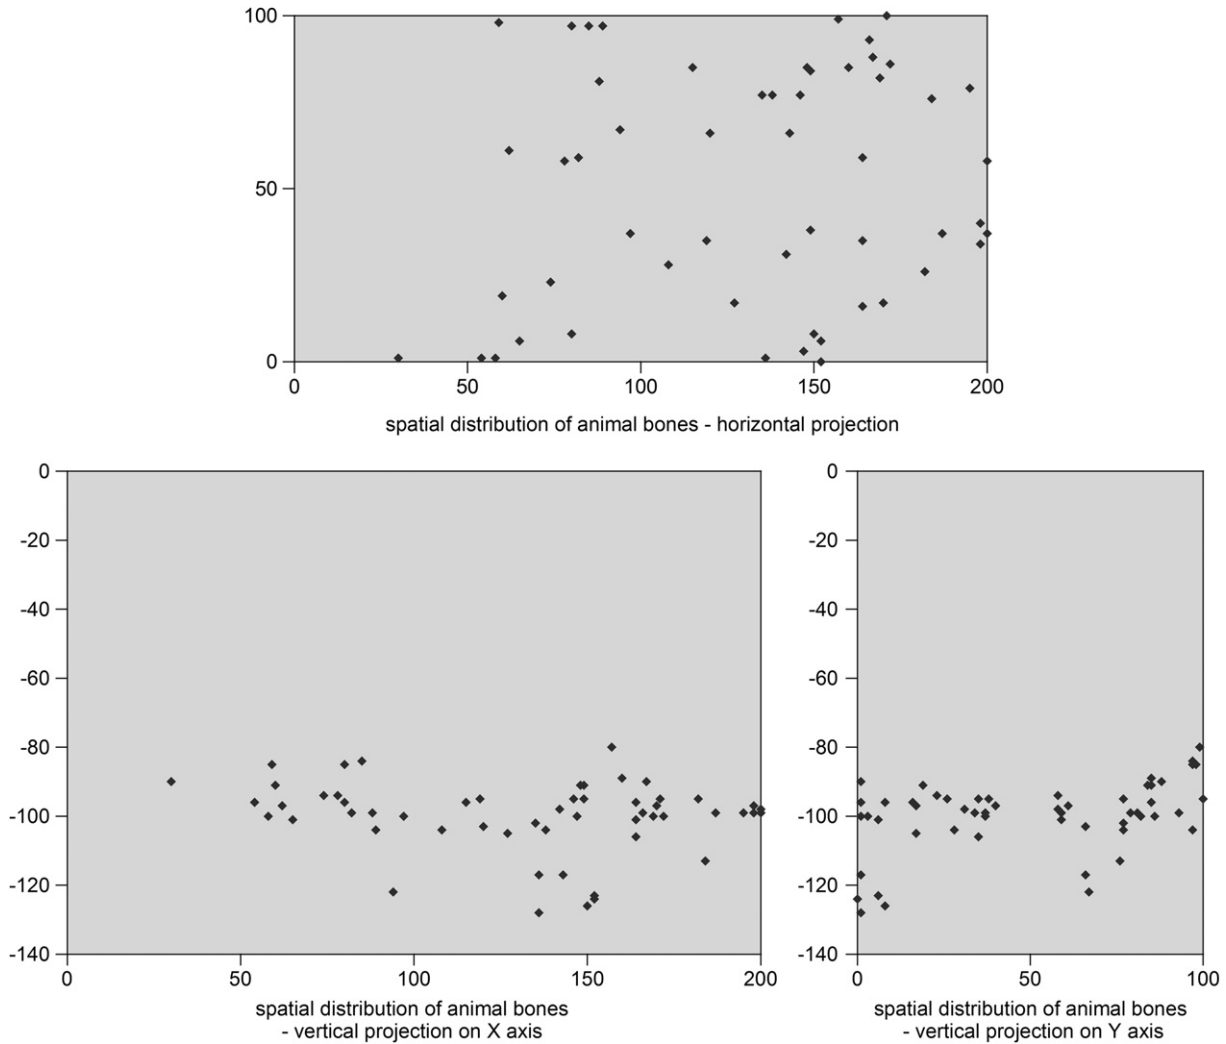 100
50
0
0 50 100 150 200
spatial distribution of animal bones - horizontal projection
0
-20
-40
-60
-80
-100
-120
-140
0 50 100 150 200
spatial distribution of animal bones
- vertical projection on X axis
0
-20
-40
-60
-80
-100
-120
-140
0 50 100
spatial distribution of animal bones
- vertical projection on Y axis